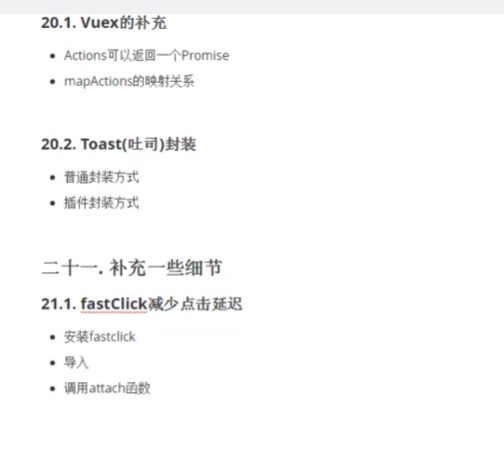 20.1. Vuex的补充
• Actions可以返回一个Promise
• mapActions的映射关系
20.2. Toast(吐司)封装
• 普通封装方式
• 插件封装方式
二十一. 补充一些细节
21.1. fastClick减少点击延迟
• 安装fastclick
• 导入
• 调用attach函数